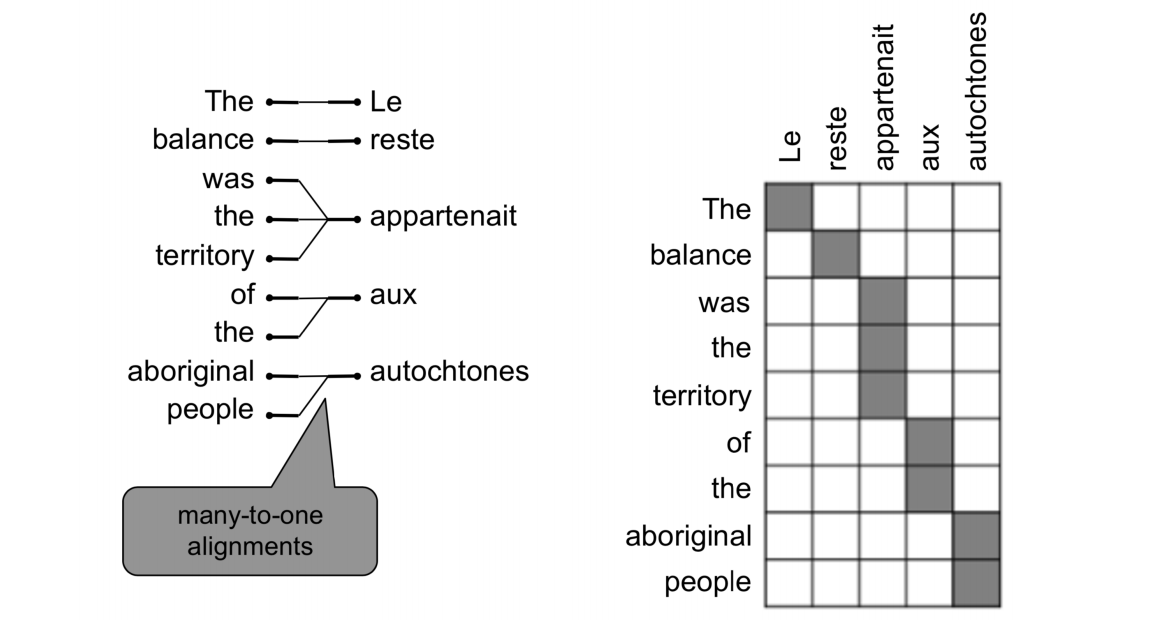 The Le
balance reste
was
the appartenait
territory
of aux
the
aboriginal autochtones
people
many-to-one
alignments
Le reste appartenait aux autochtones
The
balance
was
the
territory
of
the
aboriginal
people